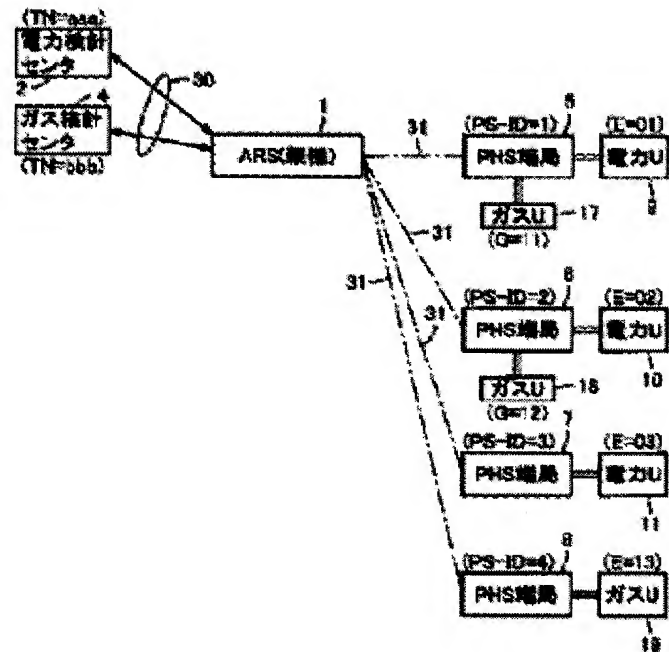 (TN=aaa)
電力検計
センタ
2
4
ガス検計
センタ
(TN=bbb)
30
1
ARS(親機)
31
31
31
31
(PS-ID=1)
5
(E=01)
PHS端局
電力U
9
ガスU
17
(G=11)
(PS-ID=2)
6
(E=02)
PHS端局
電力U
10
ガスU
18
(G=12)
7
(PS-ID=3)
(E=03)
PHS端局
電力U
11
8
(PS-ID=4)
(E=13)
PHS端局
ガスU
19